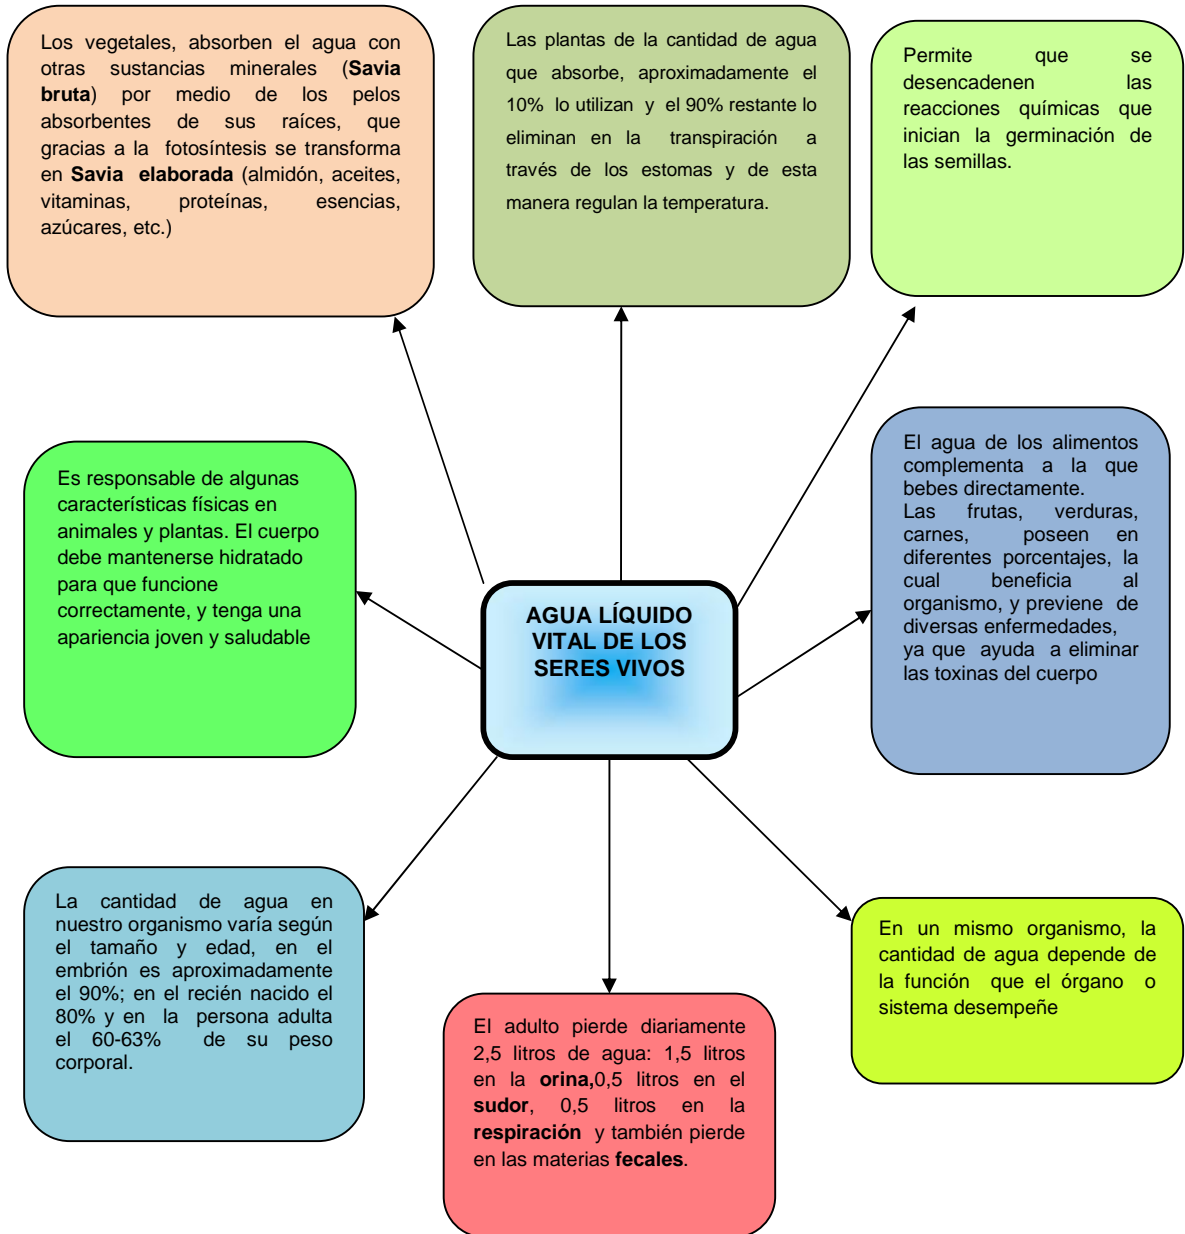 Los vegetales, absorben el agua con
otras sustancias minerales (Savia
bruta) por medio de los pelos
absorbentes de sus raíces, que
gracias a la fotosíntesis se transforma
en Savia elaborada (almidón, aceites,
vitaminas, proteínas, esencias,
azúcares, etc.)
Las plantas de la cantidad de agua
que absorbe, aproximadamente el
10% lo utilizan y el 90% restante lo
eliminan en la transpiración a
través de los estomas y de esta
manera regulan la temperatura.
Permite que se
desencadenen las
reacciones químicas que
inician la germinación de
las semillas.
Es responsable de algunas
características físicas en
animales y plantas. El cuerpo
debe mantenerse hidratado
para que funcione
correctamente, y tenga una
apariencia joven y saludable
AGUA LÍQUIDO
VITAL DE LOS
SERES VIVOS
El agua de los alimentos
complementa a la que
bebes directamente.
Las frutas, verduras,
carnes, poseen en
diferentes porcentajes, la
cual beneficia al
organismo, y previene de
diversas enfermedades,
ya que ayuda a eliminar
las toxinas del cuerpo
La cantidad de agua en
nuestro organismo varía según
el tamaño y edad, en el
embrión es aproximadamente
el 90%; en el recién nacido el
80% y en la persona adulta
el 60-63% de su peso
corporal.
El adulto pierde diariamente
2,5 litros de agua: 1,5 litros
en la orina,0,5 litros en el
sudor, 0,5 litros en la
respiración y también pierde
en las materias fecales.
En un mismo organismo, la
cantidad de agua depende de
la función que el órgano o
sistema desempeñe